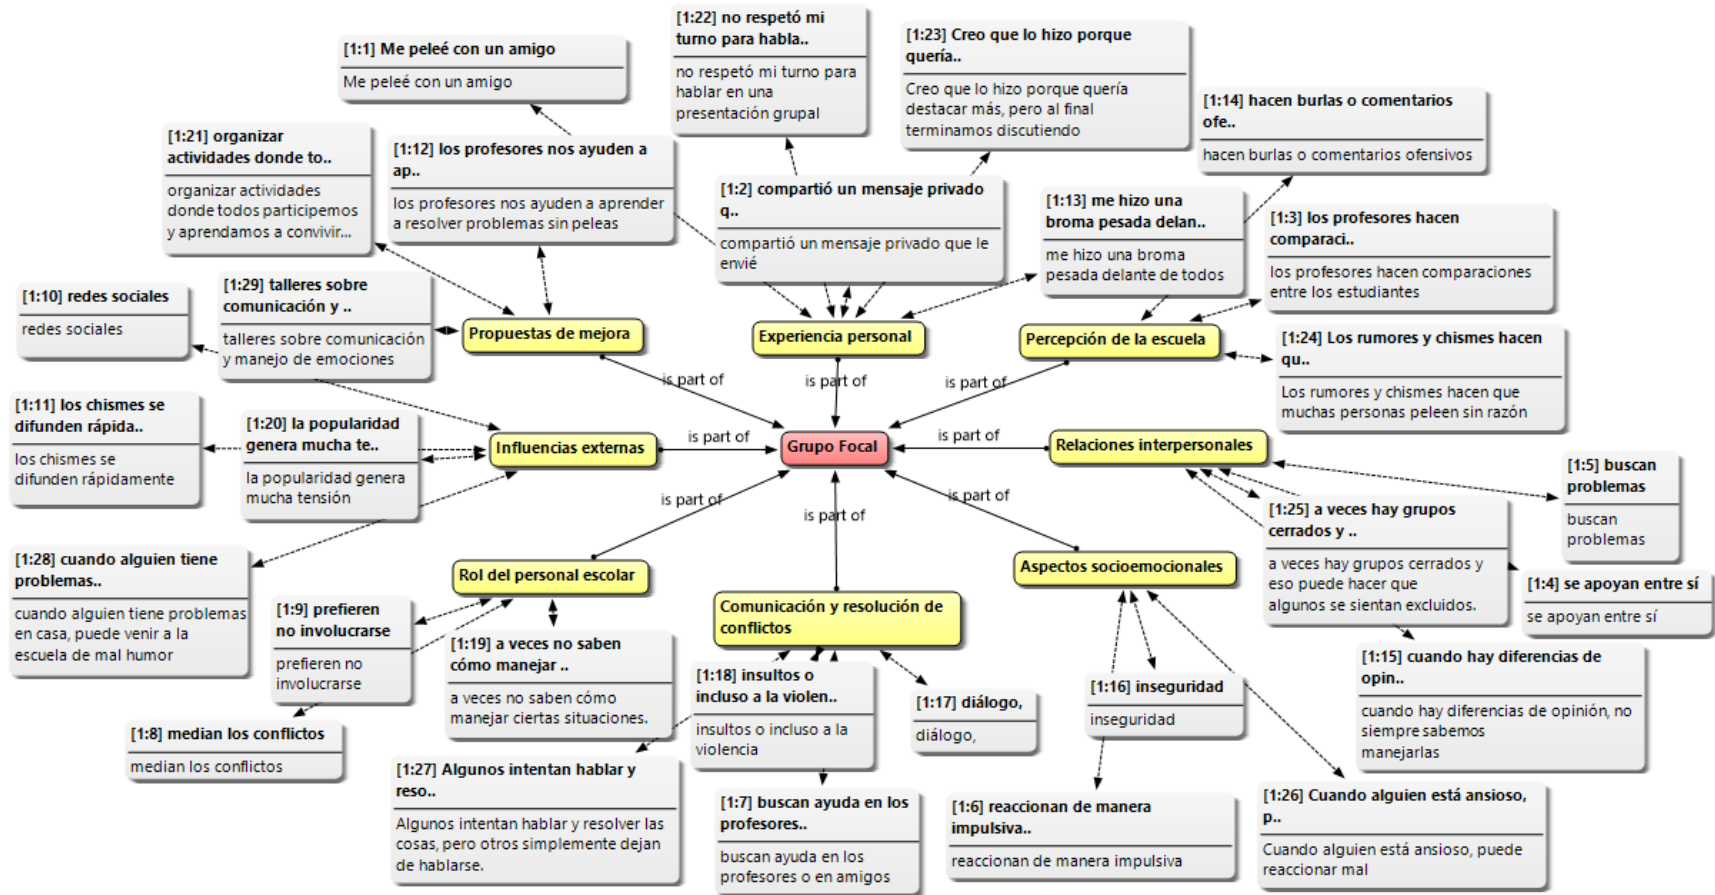 [1:22] no respetó mi
turno para habla..
no respetó mi turno para
hablar en una
presentación grupal
[1:1] Me peleé con un amigo
Me peleé con un amigo
[1:23] Creo que lo hizo porque
quería..
Creo que lo hizo porque quería
destacar más, pero al final
terminamos discutiendo
[1:14] hacen burlas o comentarios
ofe..
hacen burlas o comentarios ofensivos
[1:21] organizar
actividades donde to..
organizar actividades
donde todos participemos
y aprendamos a convivir...
[1:12] los profesores nos ayuden a
ap..
los profesores nos ayuden a aprender
a resolver problemas sin peleas
[1:2] compartió un mensaje privado
q..
compartió un mensaje privado que le
envié
[1:13] me hizo una
broma pesada delan..
me hizo una broma
pesada delante de todos
[1:3] los profesores hacen
comparaci..
los profesores hacen comparaciones
entre los estudiantes
[1:10] redes sociales
redes sociales
[1:29] talleres sobre
comunicación y ..
talleres sobre comunicación
y manejo de emociones
Propuestas de mejora
Experiencia personal
Percepción de la escuela
[1:24] Los rumores y chismes hacen
qu..
Los rumores y chismes hacen que
muchas personas peleen sin razón
is part of
is part of
is part of
[1:11] los chismes se
difunden rápida..
los chismes se
difunden rápidamente
[1:20] la popularidad
genera mucha te..
la popularidad genera
mucha tensión
Influencias externas
is part of
Grupo Focal
is part of
Relaciones interpersonales
[1:5] buscan
problemas
buscan
problemas
is part of
is part of
is part of
[1:25] a veces hay grupos
cerrados y ..
a veces hay grupos cerrados y
eso puede hacer que
algunos se sientan excluidos.
[1:28] cuando alguien tiene
problemas..
cuando alguien tiene problemas
en casa, puede venir a la
escuela de mal humor
Rol del personal escolar
Comunicación y resolución de
conflictos
Aspectos socioemocionales
[1:4] se apoyan entre sí
se apoyan entre sí
[1:9] prefieren
no involucrarse
prefieren no
involucrarse
[1:19] a veces no saben
cómo manejar ..
a veces no saben cómo
manejar ciertas situaciones.
[1:18] insultos o
incluso a la violen..
insultos o incluso a la
violencia
[1:17] diálogo,
diálogo,
[1:16] inseguridad
inseguridad
[1:15] cuando hay diferencias de
opin..
cuando hay diferencias de opinión, no
siempre sabemos
manejarlas
[1:8] median los conflictos
median los conflictos
[1:27] Algunos intentan hablar y
reso..
Algunos intentan hablar y resolver las
cosas, pero otros simplemente dejan
de hablarse.
[1:7] buscan ayuda en los
profesores..
buscan ayuda en los
profesores o en amigos
[1:6] reaccionan de manera
impulsiva..
reaccionan de manera impulsiva
[1:26] Cuando alguien está ansioso,
p..
Cuando alguien está ansioso, puede
reaccionar mal